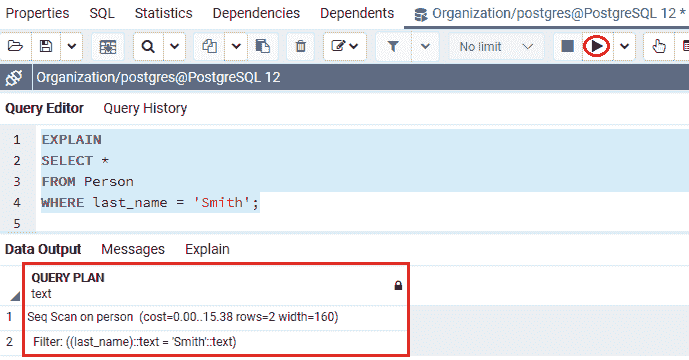 Properties SQL Statistics Dependencies Dependents Organization/postgres@PostgreSQL 12 *
No limit
Organization/postgres@PostgreSQL 12
Query Editor Query History
1 EXPLAIN
2 SELECT *
3 FROM Person
4 WHERE last_name = 'Smith';
5
Data Output Messages Explain
QUERY PLAN
text
1 Seq Scan on person (cost=0.00..15.38 rows=2 width=160)
2 Filter: ((last_name)::text = 'Smith'::text)